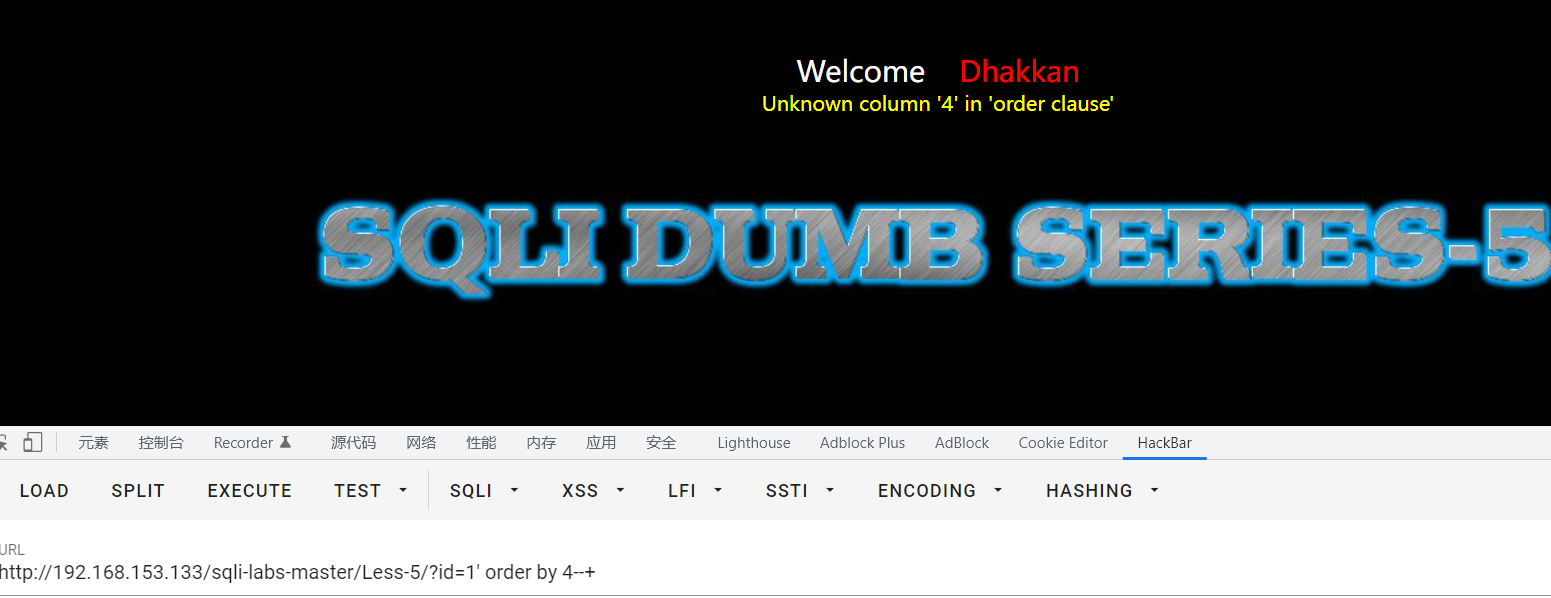 Welcome Dhakkan
Unknown column '4' in 'order clause'
SQLI DUMB SERIES-5
元素 控制台 Recorder 源代码 网络 性能 内存 应用 安全 Lighthouse Adblock Plus AdBlock Cookie Editor HackBar
LOAD SPLIT EXECUTE TEST SQLI XSS LFI SSTI ENCODING HASHING
URL
http://192.168.153.133/sqli-labs-master/Less-5/?id=1' order by 4--+